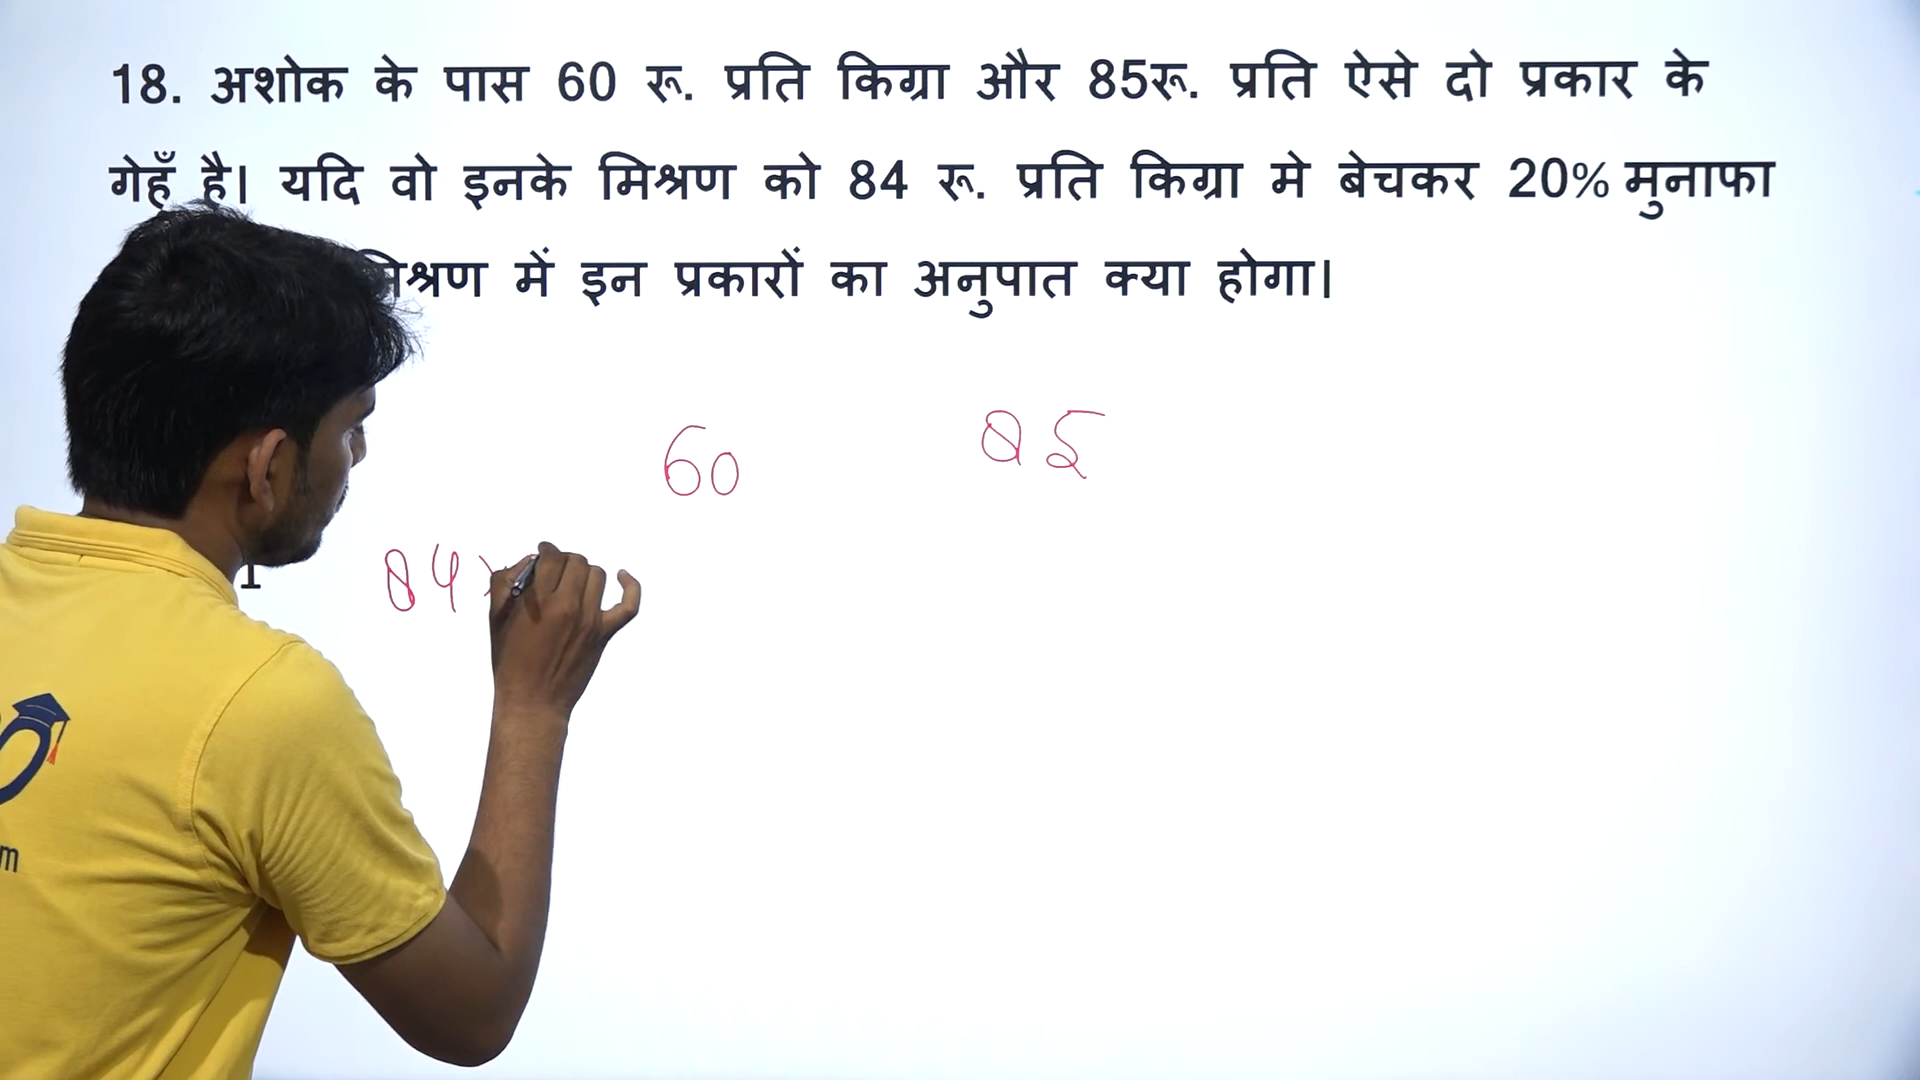 18. अशोक के पास 60 रू. प्रति किग्रा और 85रू. प्रति ऐसे दो प्रकार के
गेहूँ है। यदि वो इनके मिश्रण को 84 रू. प्रति किग्रा मे बेचकर 20% मुनाफा
मिश्रण में इन प्रकारों का अनुपात क्या होगा।
60 85
1 84 ×
m